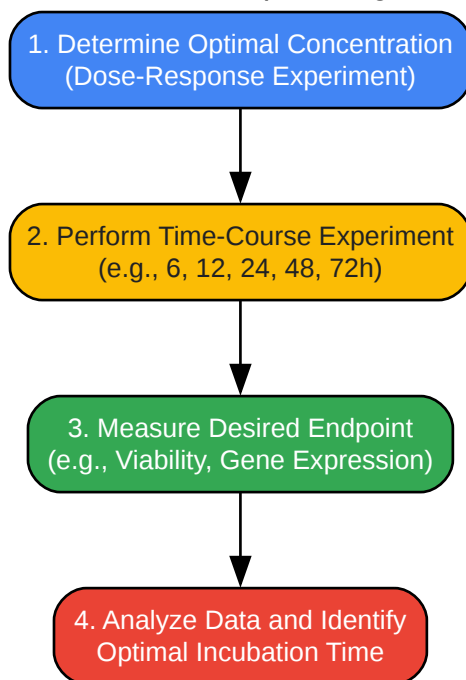 1. Determine Optimal Concentration
(Dose-Response Experiment)
2. Perform Time-Course Experiment
(e.g., 6, 12, 24, 48, 72h)
3. Measure Desired Endpoint
(e.g., Viability, Gene Expression)
4. Analyze Data and Identify
Optimal Incubation Time